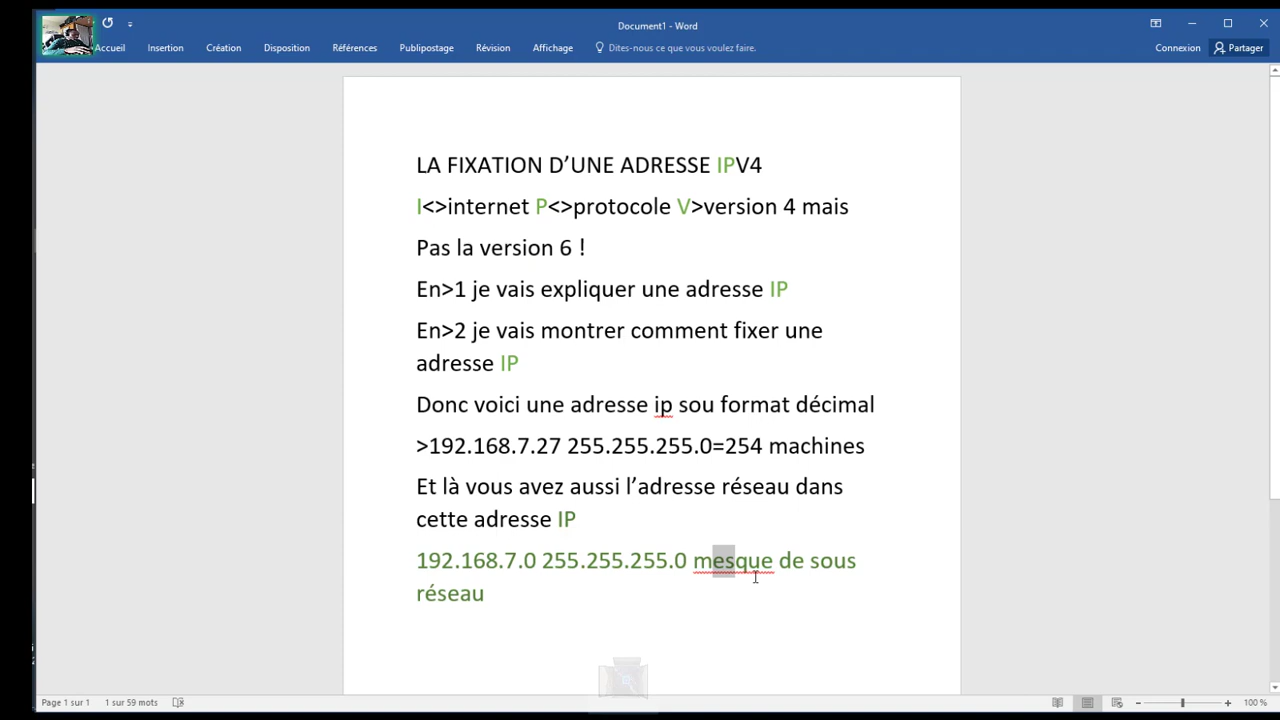 Document1 - Word
Accueil Insertion Création Disposition Références Publipostage Révision Affichage Dites-nous ce que vous voulez faire. Connexion Partager
LA FIXATION D’UNE ADRESSE IPV4
I<>internet P<>protocole V>version 4 mais
Pas la version 6 !
En>1 je vais expliquer une adresse IP
En>2 je vais montrer comment fixer une
adresse IP
Donc voici une adresse ip sou format décimal
>192.168.7.27 255.255.255.0=254 machines
Et là vous avez aussi l’adresse réseau dans
cette adresse IP
192.168.7.0 255.255.255.0 mesque de sous
réseau
Page 1 sur 1 1 sur 59 mots 100 %